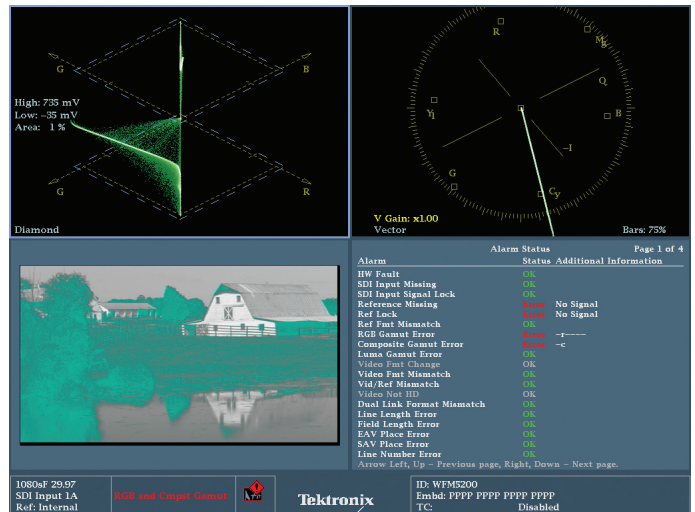 G
B
High: 735 mV
Low: -35 mV
Area: 1 %
G
R
Diamond
R
Mg
Q
Yl
B
-I
G
Cy
V Gain: x1.00
Vector
Bars: 75%
Alarm Status
Page 1 of 4
Alarm Status Additional Information
HW Fault OK
SDI Input Missing OK
SDI Input Signal Lock OK
Reference Missing Error No Signal
Ref Lock Error No Signal
Ref Fmt Mismatch OK
RGB Gamut Error Error -r----
Composite Gamut Error Error -c
Luma Gamut Error OK
Video Fmt Change OK
Video Fmt Mismatch OK
Vid/Ref Mismatch OK
Video Not HD OK
Dual Link Format Mismatch OK
Line Length Error OK
Field Length Error OK
EAV Place Error OK
SAV Place Error OK
Line Number Error OK
Arrow Left, Up - Previous page, Right, Down - Next page.
1080sF 29.97
SDI Input 1A
Ref: Internal
RGB and Cmpst Gamut
Tektronix
ID: WFM5200
Embd: PPPP PPPP PPPP PPPP
TC: Disabled